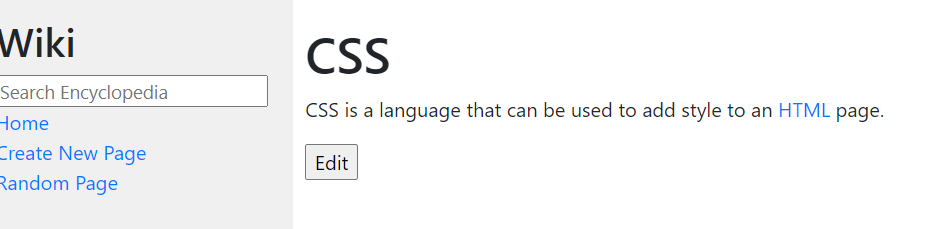 Wiki
Search Encyclopedia
Home
Create New Page
Random Page
CSS
CSS is a language that can be used to add style to an HTML page.
Edit